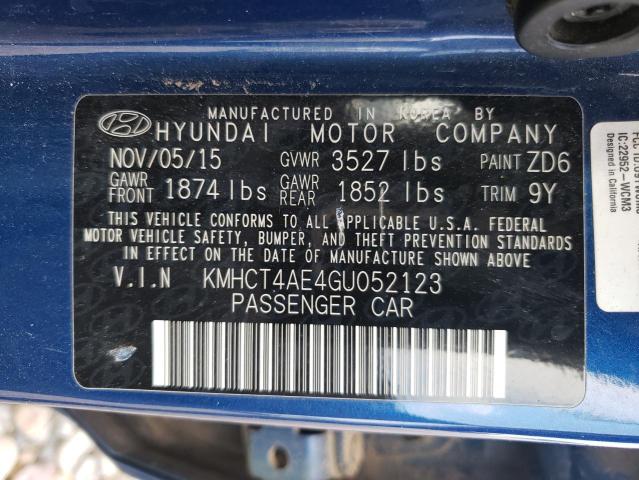 MANUFACTURED IN KOREA BY
HYUNDAI MOTOR COMPANY
NOV/05/15 GVWR 3527 lbs PAINT ZD6
GAWR FRONT 1874 lbs GAWR REAR 1852 lbs TRIM 9Y
THIS VEHICLE CONFORMS TO ALL APPLICABLE U.S.A. FEDERAL
MOTOR VEHICLE SAFETY, BUMPER, AND THEFT PREVENTION STANDARDS
IN EFFECT ON THE DATE OF MANUFACTURE SHOWN ABOVE.
V.I.N KMHCT4AE4GU052123
PASSENGER CAR
IC:22952-WCM3
Designed in California